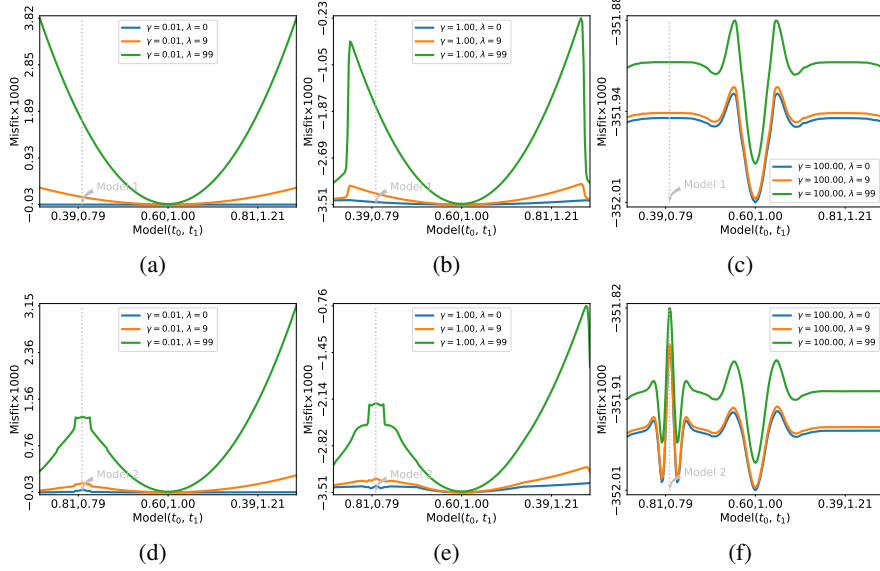 3.82
2.85
1.89
0.93
−0.03
Misfit×1000
γ = 0.01, λ = 0
γ = 0.01, λ = 9
γ = 0.01, λ = 99
Model 1
0.39,0.79
0.60,1.00
0.81,1.21
Model(t0, t1)
(a)
−0.23
−1.05
−1.87
−2.69
−3.51
Misfit×1000
γ = 1.00, λ = 0
γ = 1.00, λ = 9
γ = 1.00, λ = 99
Model 1
0.39,0.79
0.60,1.00
0.81,1.21
Model(t0, t1)
(b)
−351.88
−351.94
−352.01
Misfit×1000
γ = 100.00, λ = 0
γ = 100.00, λ = 9
γ = 100.00, λ = 99
Model 1
0.39,0.79
0.60,1.00
0.81,1.21
Model(t0, t1)
(c)
3.15
2.36
1.56
0.76
−0.03
Misfit×1000
γ = 0.01, λ = 0
γ = 0.01, λ = 9
γ = 0.01, λ = 99
Model 2
0.81,0.79
0.60,1.00
0.39,1.21
Model(t0, t1)
(d)
−0.76
−1.45
−2.14
−2.82
−3.51
Misfit×1000
γ = 1.00, λ = 0
γ = 1.00, λ = 9
γ = 1.00, λ = 99
Model 2
0.81,0.79
0.60,1.00
0.39,1.21
Model(t0, t1)
(e)
−351.82
−351.91
−352.01
Misfit×1000
γ = 100.00, λ = 0
γ = 100.00, λ = 9
γ = 100.00, λ = 99
Model 2
0.81,0.79
0.60,1.00
0.39,1.21
Model(t0, t1)
(f)